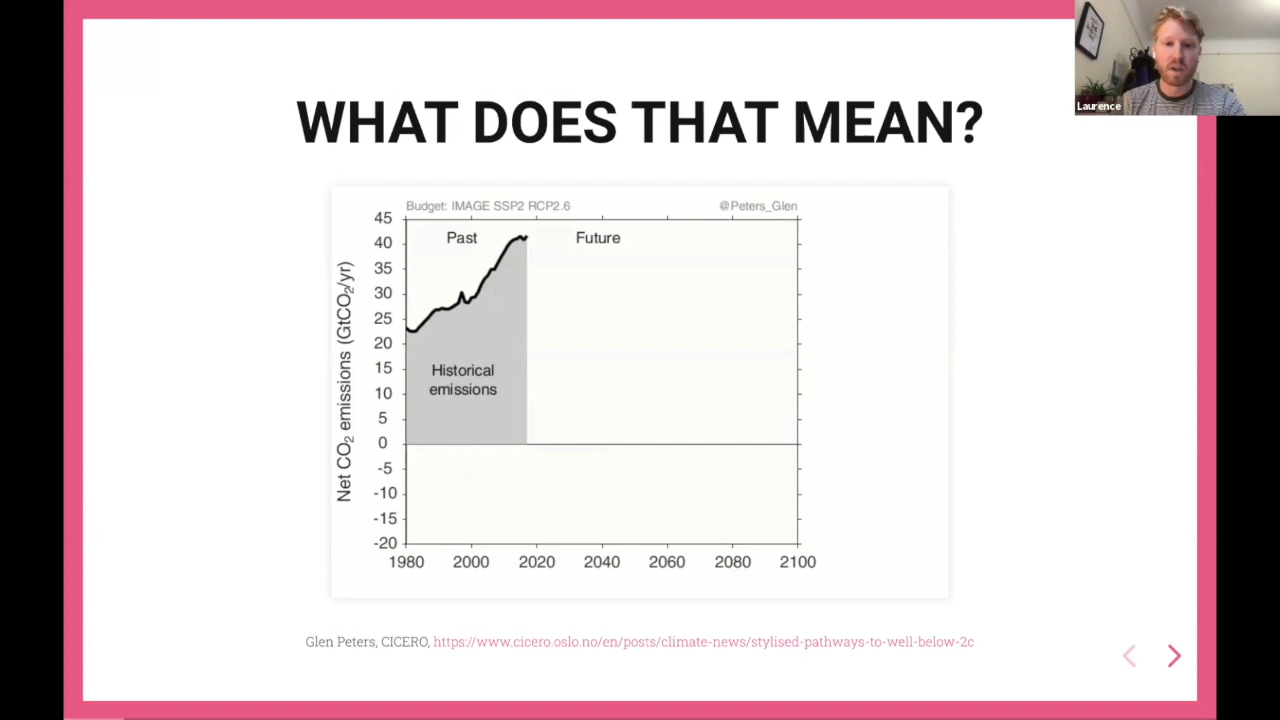 Laurence
WHAT DOES THAT MEAN?
Budget: IMAGE SSP2 RCP2.6
@Peters_Glen
Net CO₂ emissions (GtCO₂/yr)
45
40
35
30
25
20
15
10
5
0
-5
-10
-15
-20
Past
Future
Historical
emissions
1980 2000 2020 2040 2060 2080 2100
Glen Peters, CICERO, https://www.cicero.oslo.no/en/posts/climate-news/stylised-pathways-to-well-below-2c